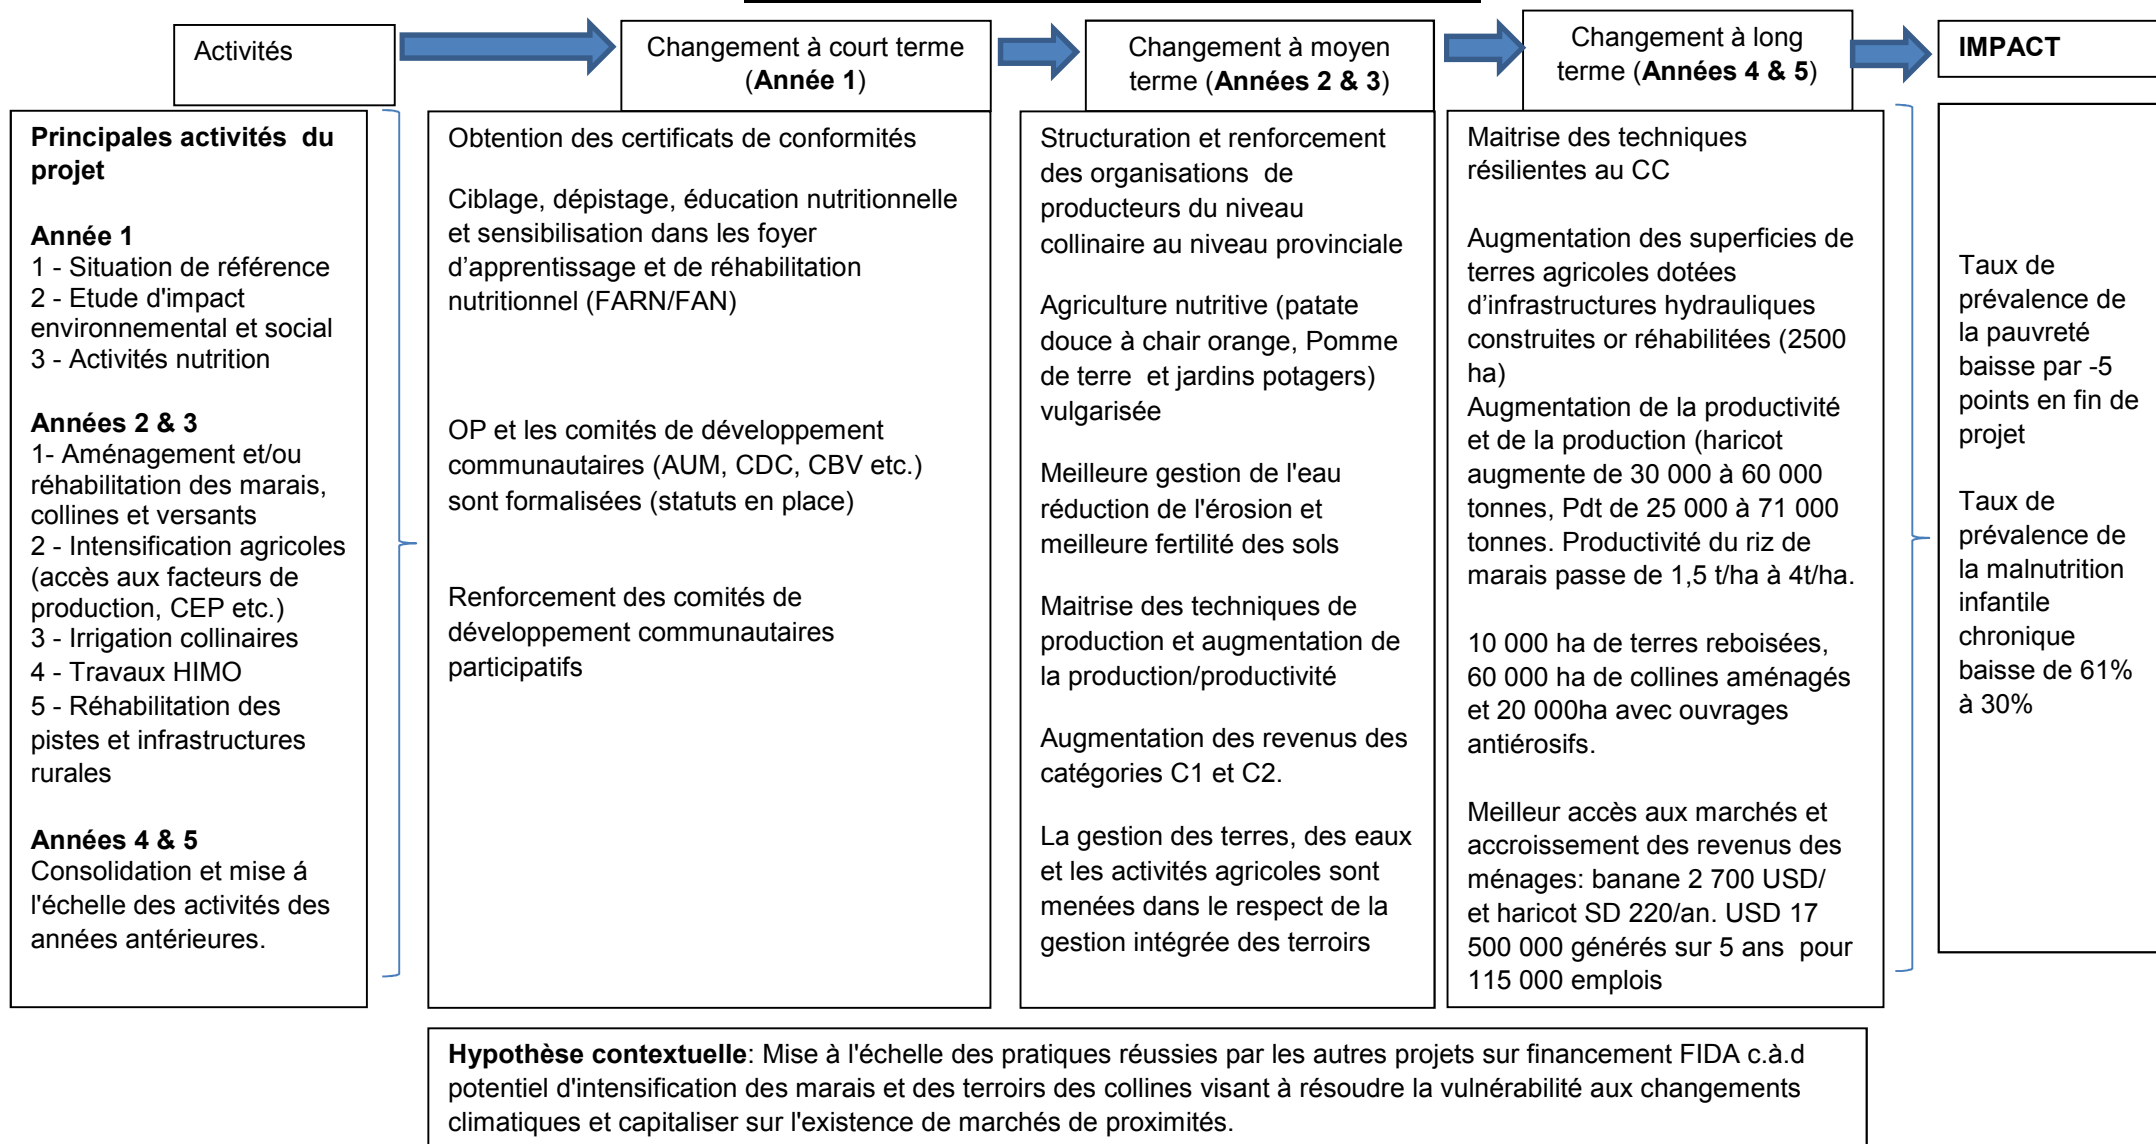 Activités
Changement à court terme
(Année 1)
Changement à moyen
terme (Années 2 & 3)
Changement à long
terme (Années 4 & 5)
IMPACT
Principales activités du
projet
Année 1
1 - Situation de référence
2 - Etude d'impact
environnemental et social
3 - Activités nutrition
Années 2 & 3
1- Aménagement et/ou
réhabilitation des marais,
collines et versants
2 - Intensification agricoles
(accès aux facteurs de
production, CEP etc.)
3 - Irrigation collinaires
4 - Travaux HIMO
5 - Réhabilitation des
pistes et infrastructures
rurales
Années 4 & 5
Consolidation et mise á
l'échelle des activités des
années antérieures.
Obtention des certificats de conformités
Ciblage, dépistage, éducation nutritionnelle
et sensibilisation dans les foyer
d’apprentissage et de réhabilitation
nutritionnel (FARN/FAN)
OP et les comités de développement
communautaires (AUM, CDC, CBV etc.)
sont formalisées (statuts en place)
Renforcement des comités de
développement communautaires
participatifs
Structuration et renforcement
des organisations de
producteurs du niveau
collinaire au niveau provinciale
Agriculture nutritive (patate
douce à chair orange, Pomme
de terre et jardins potagers)
vulgarisée
Meilleure gestion de l'eau
réduction de l'érosion et
meilleure fertilité des sols
Maitrise des techniques de
production et augmentation de
la production/productivité
Augmentation des revenus des
catégories C1 et C2.
La gestion des terres, des eaux
et les activités agricoles sont
menées dans le respect de la
gestion intégrée des terroirs
Maitrise des techniques
résilientes au CC
Augmentation des superficies de
terres agricoles dotées
d’infrastructures hydrauliques
construites or réhabilitées (2500
ha)
Augmentation de la productivité
et de la production (haricot
augmente de 30 000 à 60 000
tonnes, Pdt de 25 000 à 71 000
tonnes. Productivité du riz de
marais passe de 1,5 t/ha à 4t/ha.
10 000 ha de terres reboisées,
60 000 ha de collines aménagés
et 20 000ha avec ouvrages
antiérosifs.
Meilleur accès aux marchés et
accroissement des revenus des
ménages: banane 2 700 USD/
et haricot SD 220/an. USD 17
500 000 générés sur 5 ans pour
115 000 emplois
Taux de
prévalence de
la pauvreté
baisse par -5
points en fin de
projet
Taux de
prévalence de
la malnutrition
infantile
chronique
baisse de 61%
à 30%
Hypothèse contextuelle: Mise à l'échelle des pratiques réussies par les autres projets sur financement FIDA c.à.d
potentiel d'intensification des marais et des terroirs des collines visant à résoudre la vulnérabilité aux changements
climatiques et capitaliser sur l'existence de marchés de proximités.